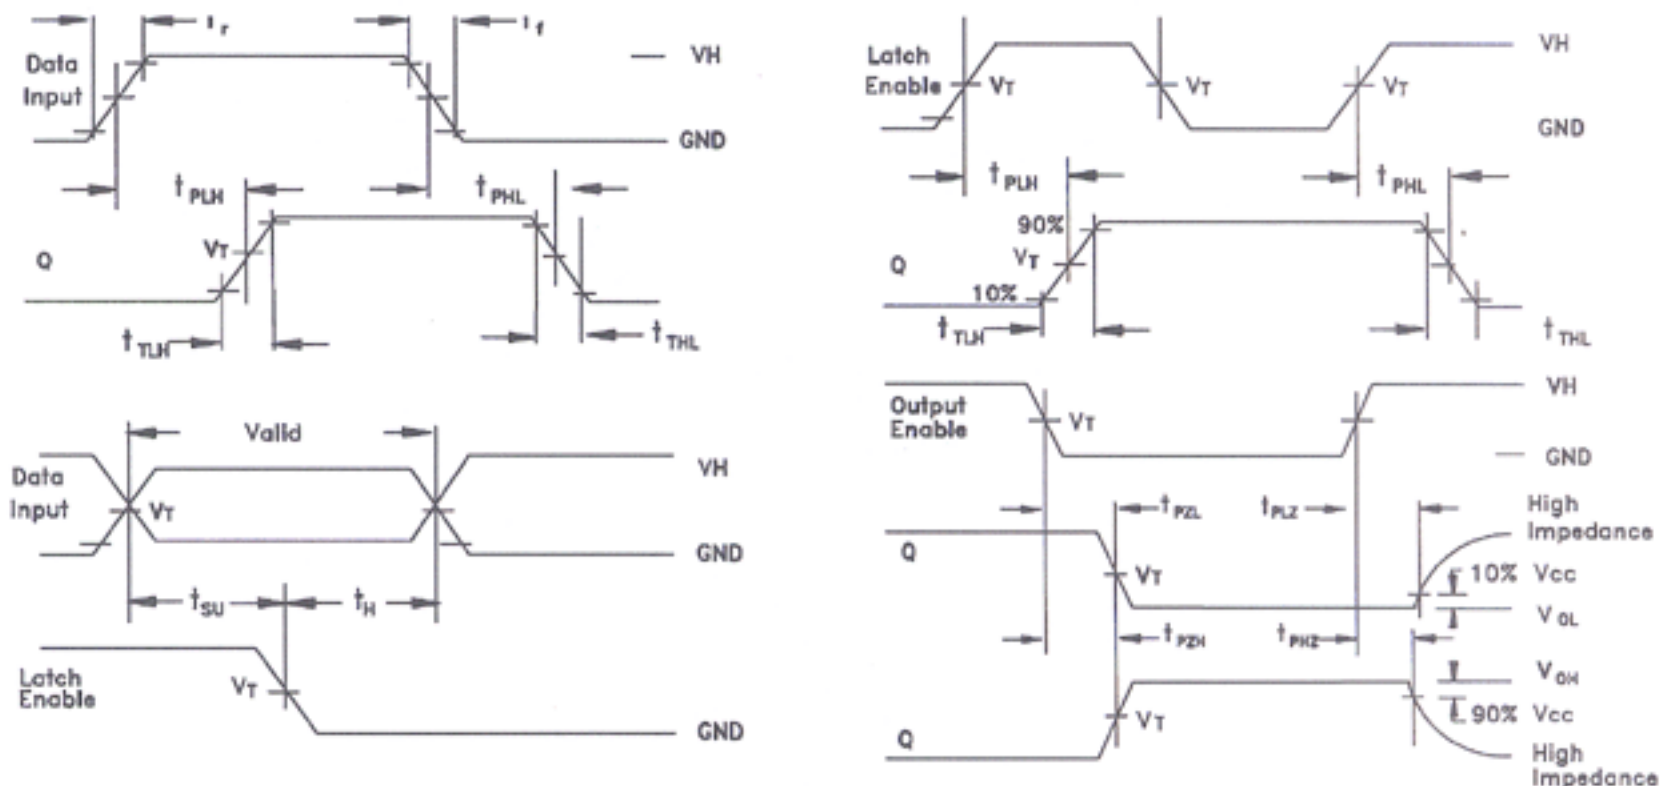 tr
tf
Data
Input
VH
GND
tPLH
tPHL
VT
Q
tTLH
tTHL
Valid
Data
Input
VT
VH
GND
tSU
tH
Latch
Enable
VT
GND
Latch
Enable
VT
VT
VT
VH
GND
tPLH
tPHL
90%
VT
Q
10%
tTLH
tTHL
Output
Enable
VT
VH
GND
tPZL
tPLZ
High
Impedance
Q
VT
10% Vcc
VOL
tPZH
tPHZ
VOH
VT
90% Vcc
Q
High
Impedance